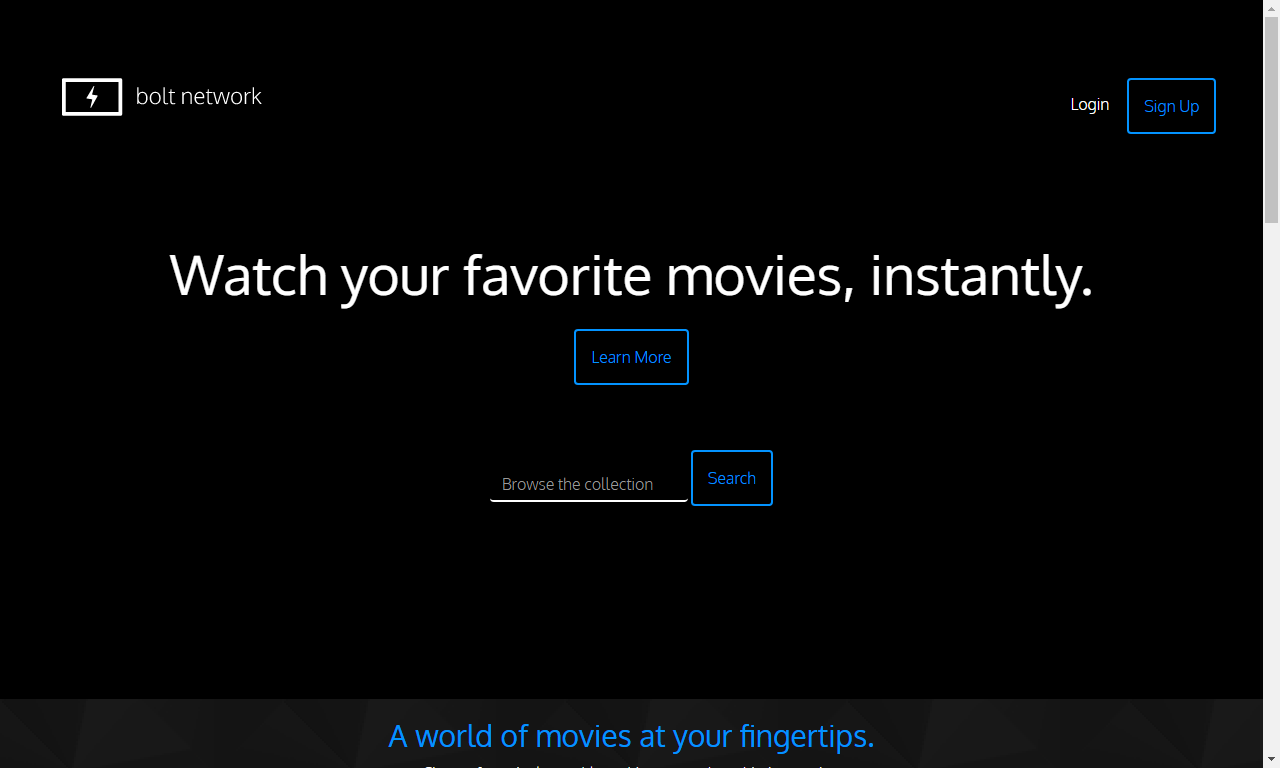 bolt network
Login
Sign Up
Watch your favorite movies, instantly.
Learn More
Browse the collection
Search
A world of movies at your fingertips.